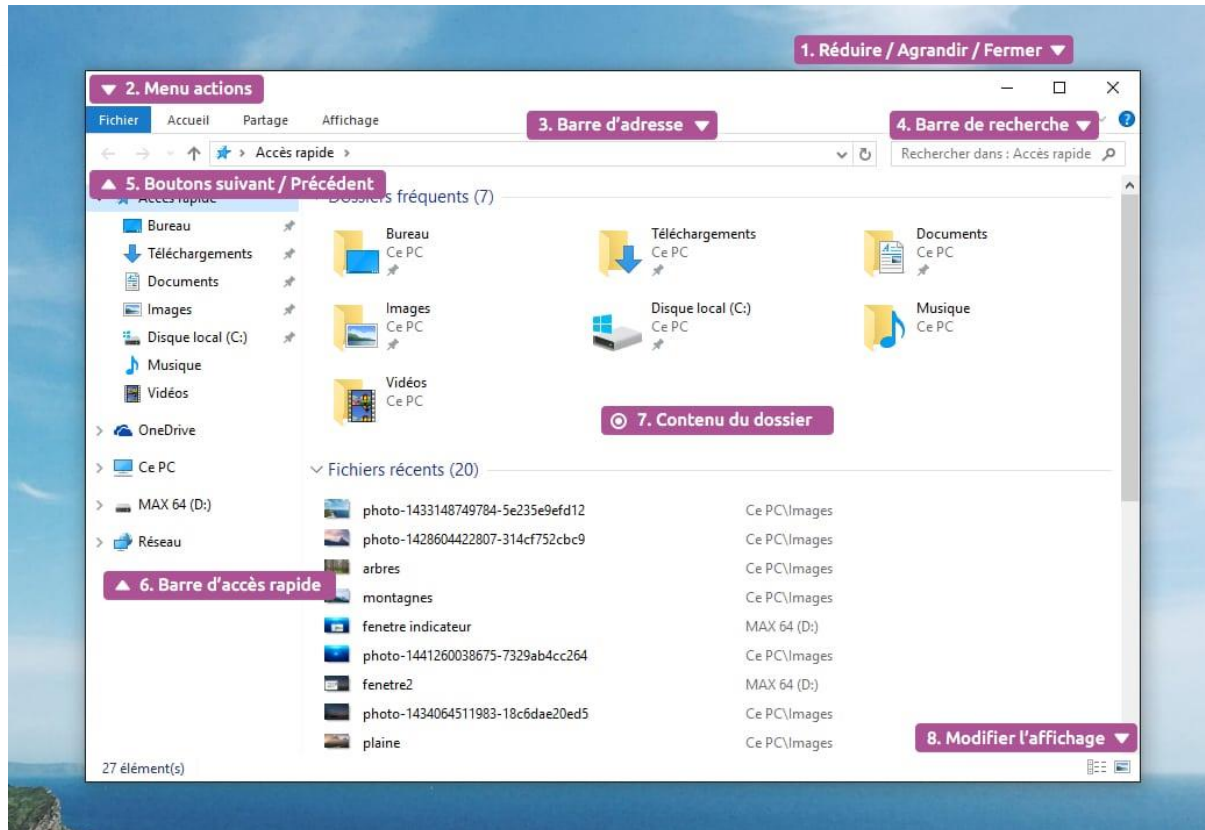 1. Réduire / Agrandir / Fermer
2. Menu actions
Fichier Accueil Partage Affichage
3. Barre d'adresse
4. Barre de recherche
?
Accès rapide
Rechercher dans : Accès rapide
5. Boutons suivant / Précédent
Accès rapide
Bureau
Téléchargements
Documents
Images
Disque local (C:)
Musique
Vidéos
OneDrive
Ce PC
MAX 64 (D:)
Réseau
6. Barre d'accès rapide
Dossiers fréquents (7)
Bureau
Ce PC
Téléchargements
Ce PC
Documents
Ce PC
Images
Ce PC
Disque local (C:)
Ce PC
Musique
Ce PC
Vidéos
Ce PC
7. Contenu du dossier
Fichiers récents (20)
photo-1433148749784-5e235e9efd12 Ce PC\Images
photo-1428604422807-314cf752cbc9 Ce PC\Images
arbres Ce PC\Images
montagnes Ce PC\Images
fenetre indicateur MAX 64 (D:)
photo-1441260038675-7329ab4cc264 Ce PC\Images
fenetre2 MAX 64 (D:)
photo-1434064511983-18c6dae20ed5 Ce PC\Images
plaine Ce PC\Images
8. Modifier l'affichage
27 élément(s)